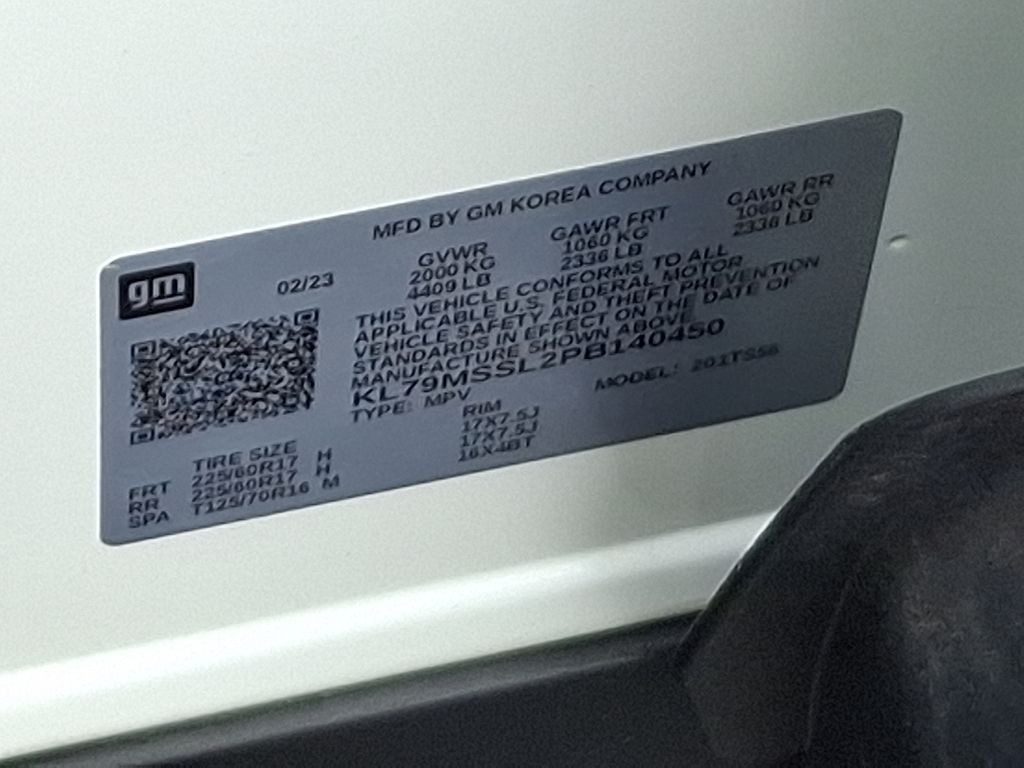 MFD BY GM KOREA COMPANY
gm
02/23
GVWR
2000 KG
4409 LB
GAWR FRT
1060 KG
2336 LB
GAWR RR
1060 KG
2336 LB
THIS VEHICLE CONFORMS TO ALL
APPLICABLE U.S. FEDERAL MOTOR
VEHICLE SAFETY AND THEFT PREVENTION
STANDARDS IN EFFECT ON THE DATE OF
MANUFACTURE SHOWN ABOVE
KL79MSSL2PB140450
TYPE: MPV
MODEL: 201TS56
TIRE SIZE
RIM
FRT 225/60R17 H 17X7.5J
RR 225/60R17 H 17X7.5J
SPA T125/70R16 M 16X4BT